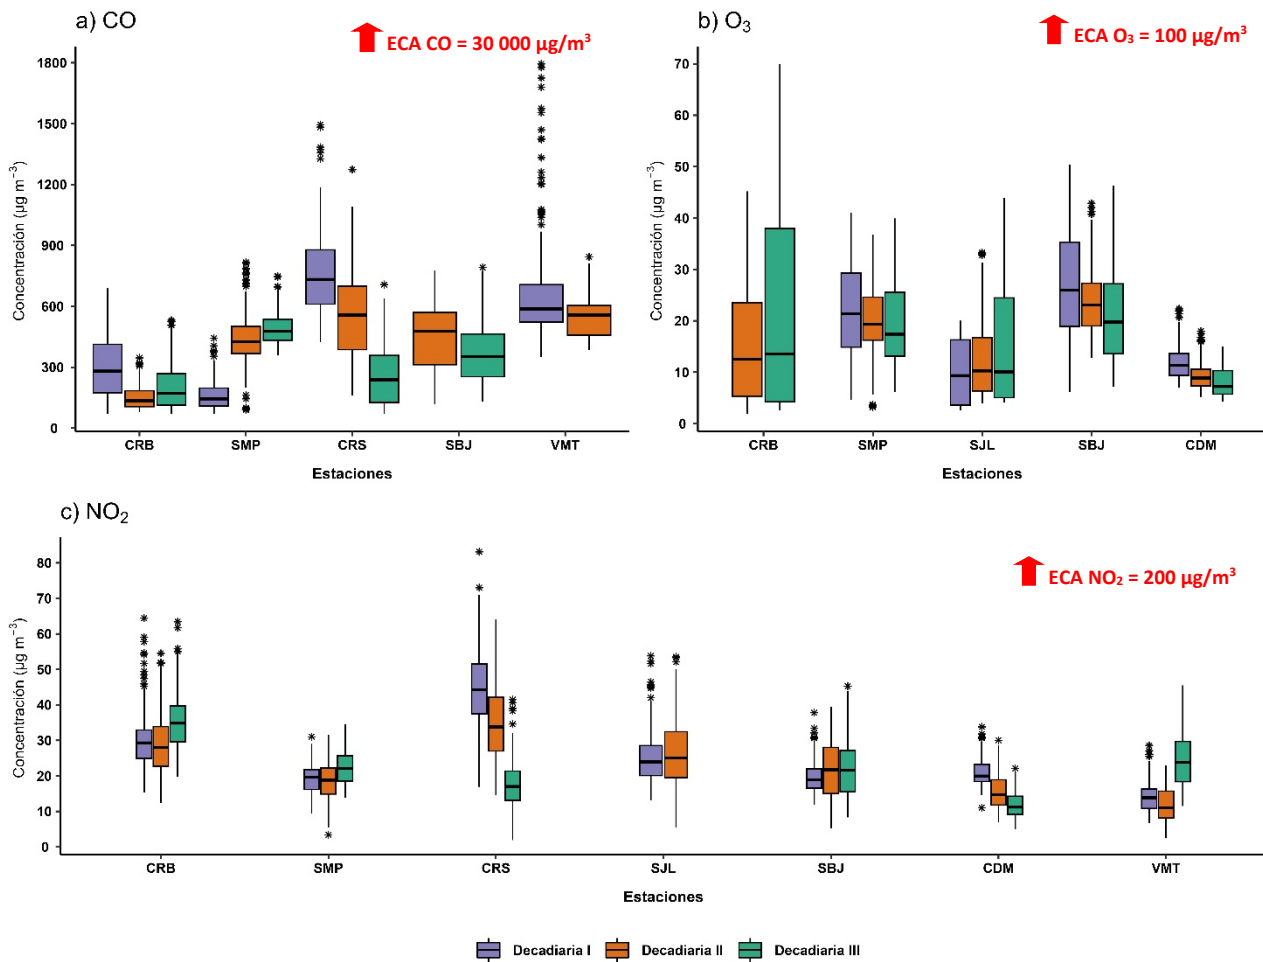 a) CO
ECA CO = 30 000 µg/m³
Concentración (µg m⁻³)
1800
1500
1200
900
600
300
0
CRB SMP CRS SBJ VMT
Estaciones
b) O₃
ECA O₃ = 100 µg/m³
Concentración (µg m⁻³)
70
60
50
40
30
20
10
0
CRB SMP SJL SBJ CDM
Estaciones
c) NO₂
ECA NO₂ = 200 µg/m³
Concentración (µg m⁻³)
80
70
60
50
40
30
20
10
0
CRB SMP CRS SJL SBJ CDM VMT
Estaciones
Decadiaria I Decadiaria II Decadiaria III